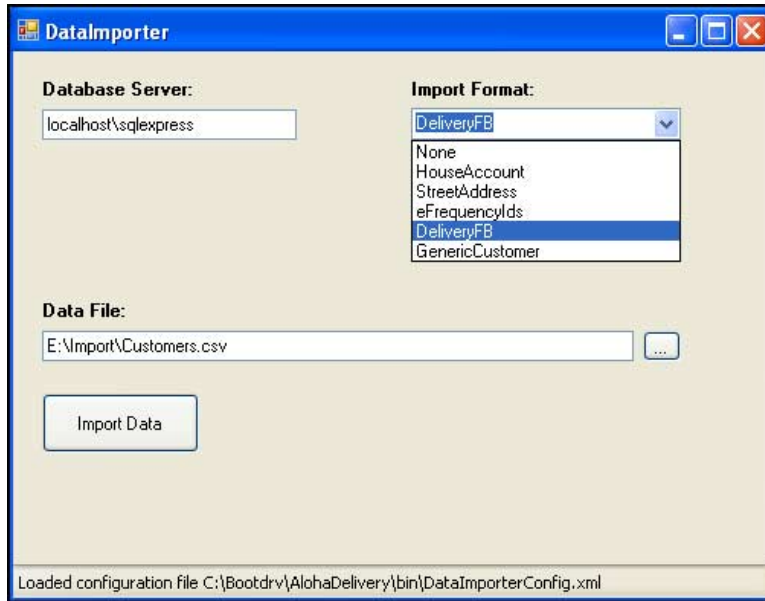 DataImporter
Database Server:
Import Format:
localhost\sqlexpress
DeliveryFB
None
HouseAccount
StreetAddress
eFrequencyIds
DeliveryFB
GenericCustomer
Data File:
E:\Import\Customers.csv
...
Import Data
Loaded configuration file C:\Bootdrv\AlohaDelivery\bin\DataImporterConfig.xml